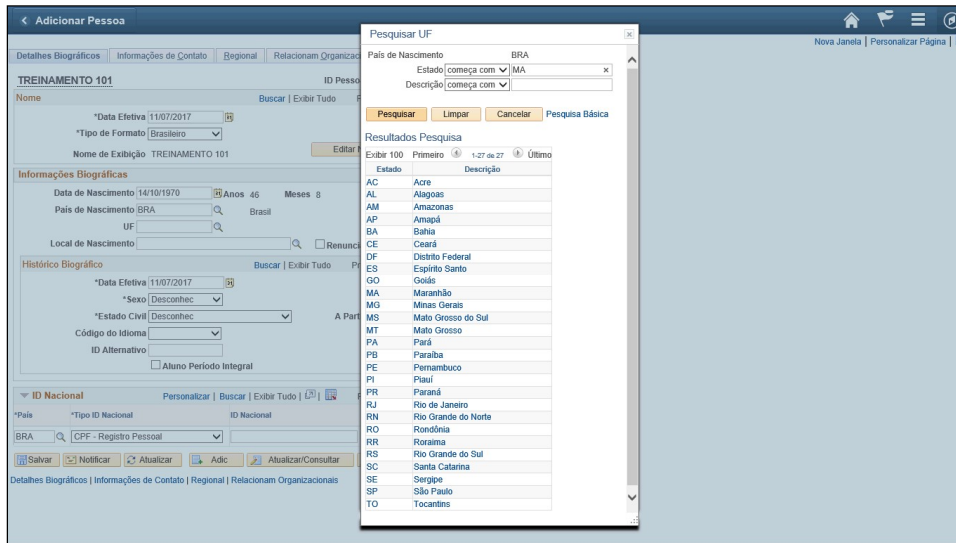 Adicionar Pessoa
Nova Janela | Personalizar Página |
Detalhes Biográficos Informações de Contato Regional Relacionam Organizac
TREINAMENTO 101 ID Pesso
Nome Buscar | Exibir Tudo
*Data Efetiva 11/07/2017
*Tipo de Formato Brasileiro
Nome de Exibição TREINAMENTO 101 Editar
Informações Biográficas
Data de Nascimento 14/10/1970 Anos 46 Meses 8
País de Nascimento BRA Brasil
UF
Local de Nascimento Renunci
Histórico Biográfico Buscar | Exibir Tudo
*Data Efetiva 11/07/2017
*Sexo Desconhec
*Estado Civil Desconhec A Part
Código do Idioma
ID Alternativo
Aluno Período Integral
ID Nacional Personalizar | Buscar | Exibir Tudo |
*País *Tipo ID Nacional ID Nacional
BRA CPF - Registro Pessoal
Salvar Notificar Atualizar Adic Atualizar/Consultar
Detalhes Biográficos | Informações de Contato | Regional | Relacionam Organizacionais
Pesquisar UF
País de Nascimento BRA
Estado começa com MA
Descrição começa com
Pesquisar Limpar Cancelar Pesquisa Básica
Resultados Pesquisa
Exibir 100 Primeiro 1-27 de 27 Último
Estado Descrição
AC Acre
AL Alagoas
AM Amazonas
AP Amapá
BA Bahia
CE Ceará
DF Distrito Federal
ES Espírito Santo
GO Goiás
MA Maranhão
MG Minas Gerais
MS Mato Grosso do Sul
MT Mato Grosso
PA Pará
PB Paraíba
PE Pernambuco
PI Piauí
PR Paraná
RJ Rio de Janeiro
RN Rio Grande do Norte
RO Rondônia
RR Roraima
RS Rio Grande do Sul
SC Santa Catarina
SE Sergipe
SP São Paulo
TO Tocantins